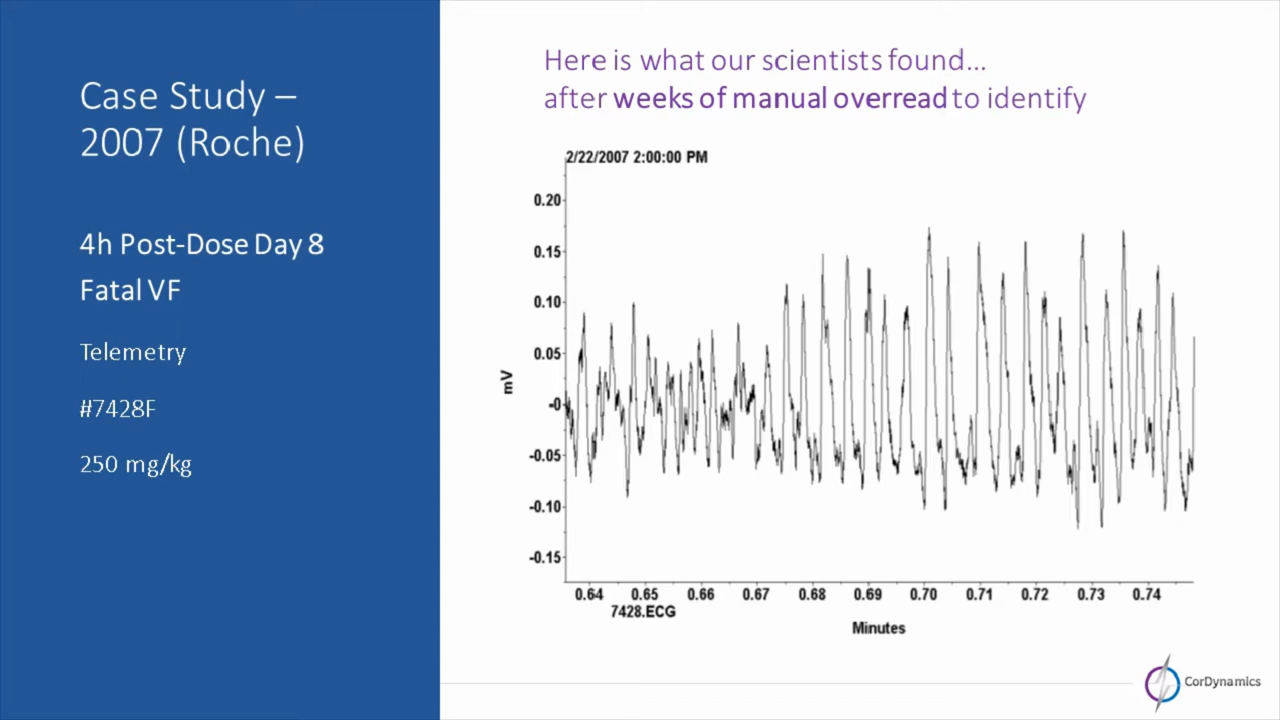 Case Study –
2007 (Roche)
4h Post-Dose Day 8
Fatal VF
Telemetry
#7428F
250 mg/kg
Here is what our scientists found...
after weeks of manual overread to identify
2/22/2007 2:00:00 PM
0.20
0.15
0.10
0.05
-0
-0.05
-0.10
-0.15
mV
0.64 0.65 0.66 0.67 0.68 0.69 0.70 0.71 0.72 0.73 0.74
7428.ECG
Minutes
CorDynamics